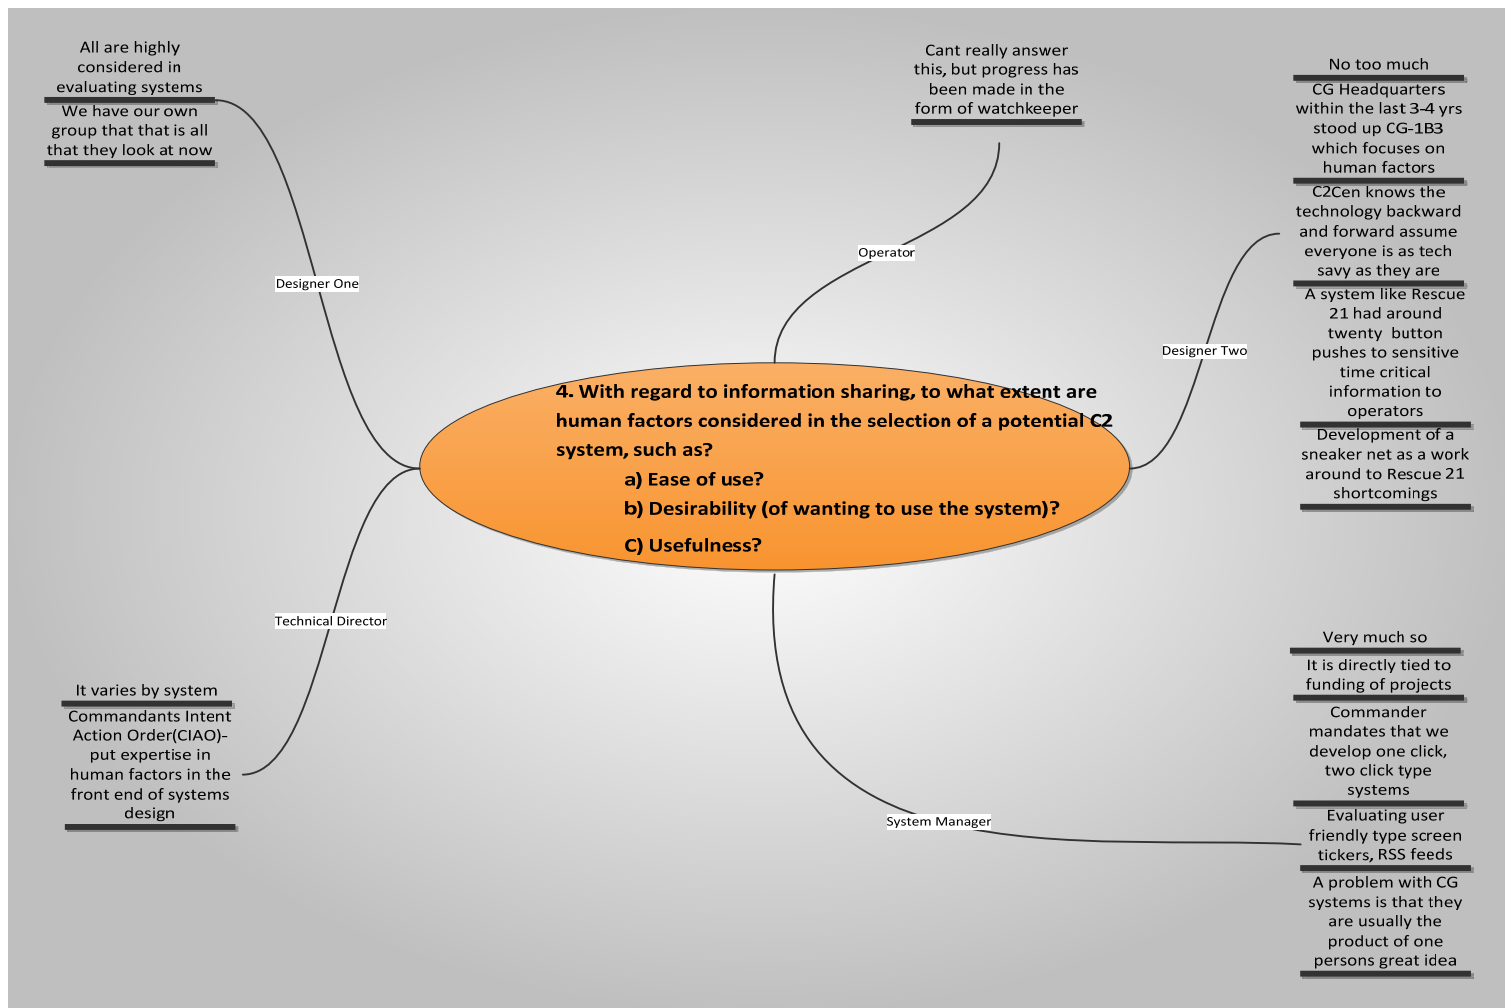 All are highly
considered in
evaluating systems
We have our own
group that that is all
that they look at now
Designer One
Cant really answer
this, but progress has
been made in the
form of watchkeeper
Operator
No too much
CG Headquarters
within the last 3-4 yrs
stood up CG-1B3
which focuses on
human factors
C2Cen knows the
technology backward
and forward assume
everyone is as tech
savy as they are
A system like Rescue
21 had around
twenty button
pushes to sensitive
time critical
information to
operators
Development of a
sneaker net as a work
around to Rescue 21
shortcomings
Designer Two
4. With regard to information sharing, to what extent are
human factors considered in the selection of a potential C2
system, such as?
a) Ease of use?
b) Desirability (of wanting to use the system)?
C) Usefulness?
Technical Director
It varies by system
Commandants Intent
Action Order(CIAO)-
put expertise in
human factors in the
front end of systems
design
System Manager
Very much so
It is directly tied to
funding of projects
Commander
mandates that we
develop one click,
two click type
systems
Evaluating user
friendly type screen
tickers, RSS feeds
A problem with CG
systems is that they
are usually the
product of one
persons great idea